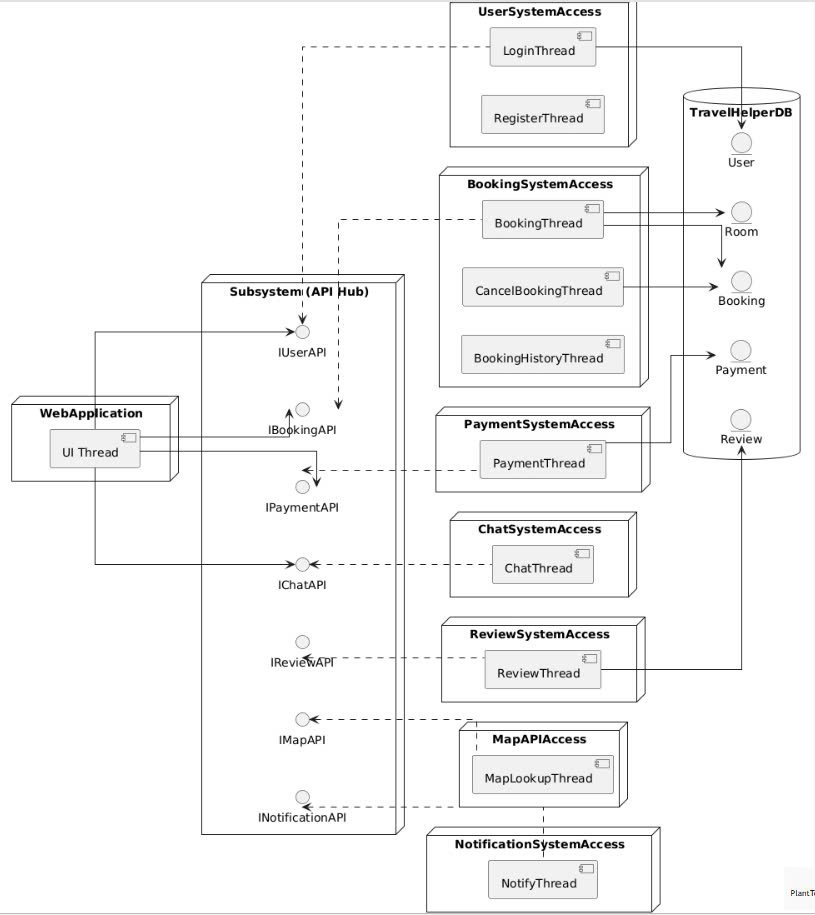 UserSystemAccess
LoginThread
RegisterThread
TravelHelperDB
User
BookingSystemAccess
BookingThread
Room
Subsystem (API Hub)
CancelBookingThread
Booking
IUserAPI
BookingHistoryThread
Payment
WebApplication
UI Thread
IBookingAPI
PaymentSystemAccess
PaymentThread
Review
IPaymentAPI
ChatSystemAccess
ChatThread
IChatAPI
ReviewSystemAccess
IReviewAPI
ReviewThread
IMapAPI
MapAPIAccess
MapLookupThread
INotificationAPI
NotificationSystemAccess
NotifyThread